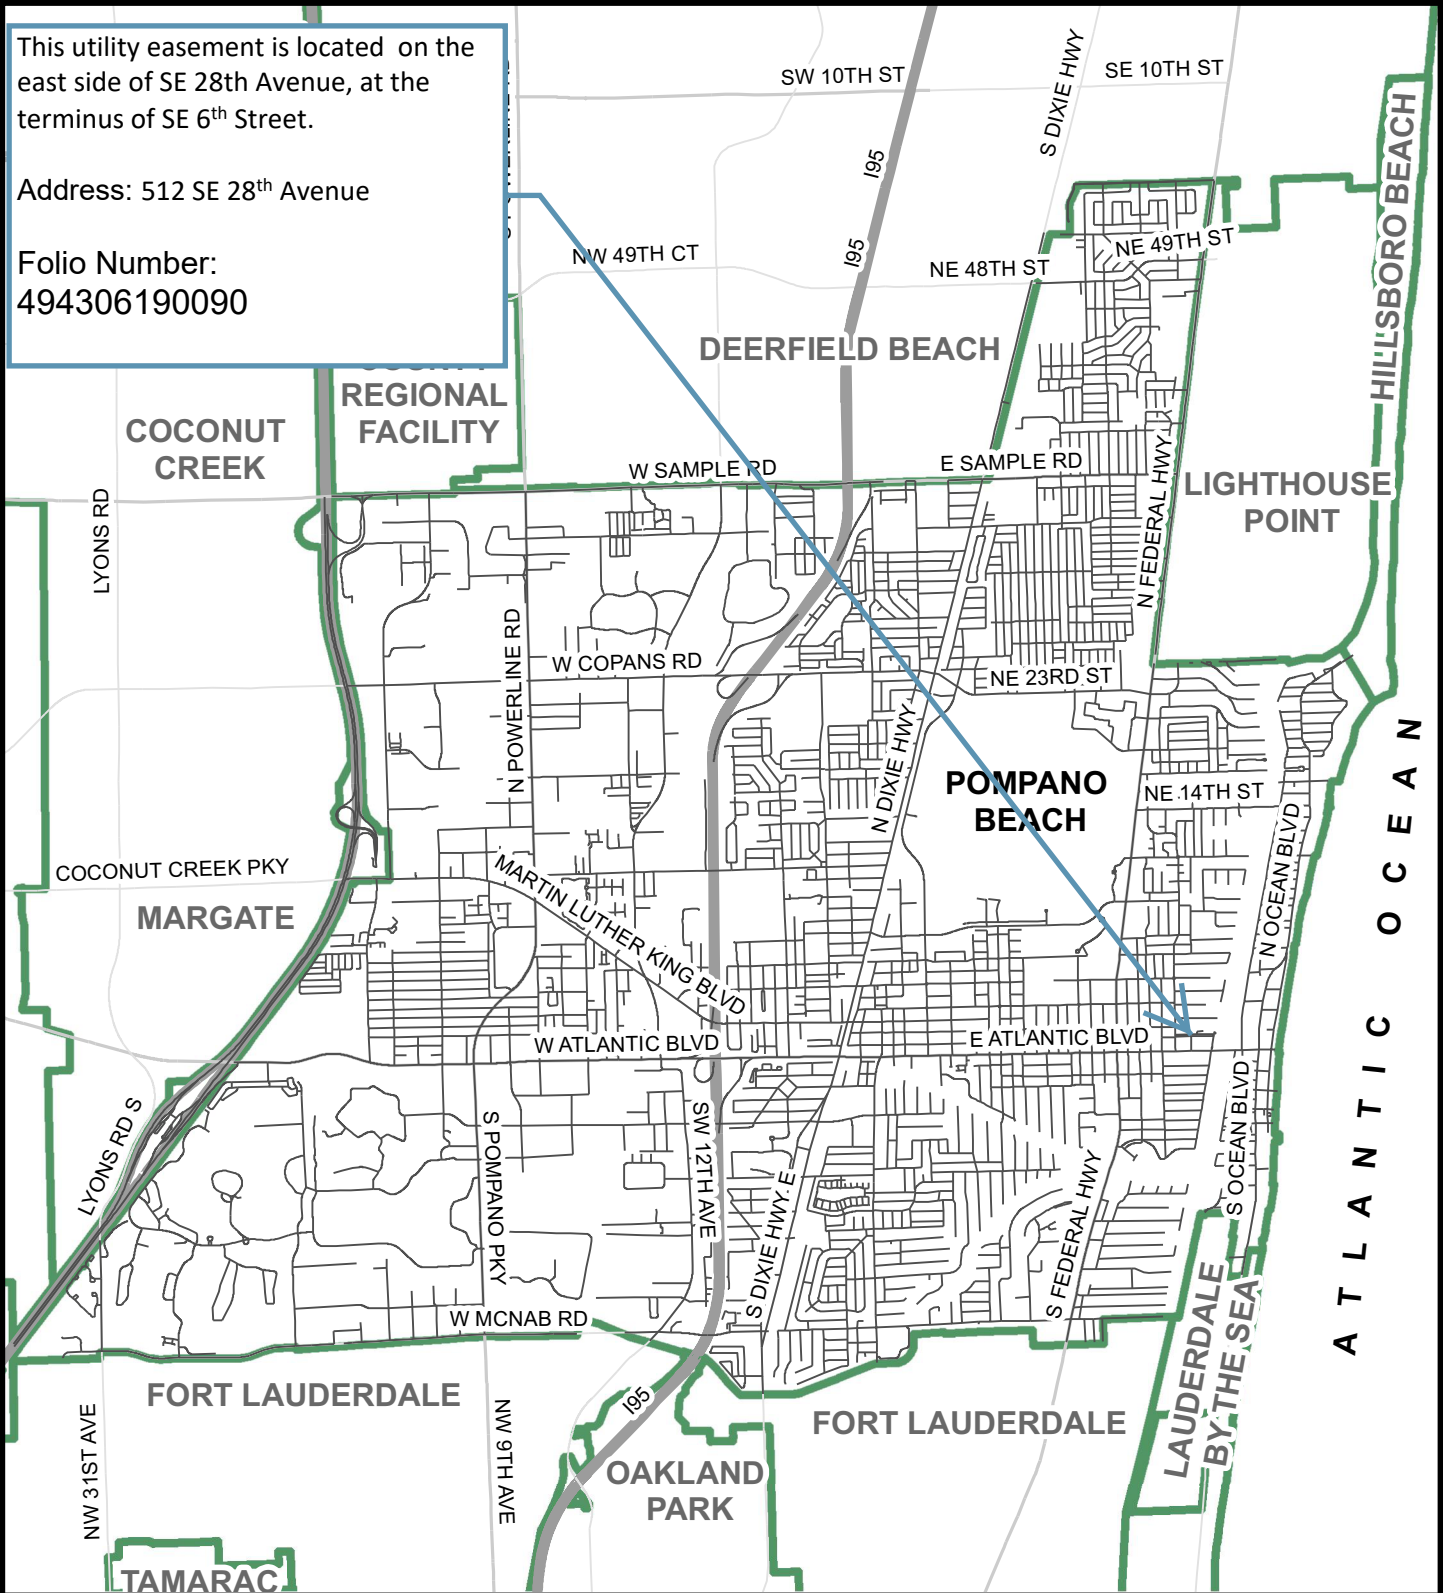 This utility easement is located  on the
east side of SE 28th Avenue, at the
terminus of SE 6th Street.
Address: 512 SE 28th Avenue
Folio Number:
494306190090
SW 10TH ST
SE 10TH ST
S DIXIE HWY
I95
I95
NW 49TH CT
NE 48TH ST
NE 49TH ST
HILLSBORO BEACH
DEERFIELD BEACH
REGIONAL
FACILITY
COCONUT
CREEK
W SAMPLE RD
E SAMPLE RD
LIGHTHOUSE
POINT
LYONS RD
N FEDERAL HWY
N POWERLINE RD
W COPANS RD
NE 23RD ST
N DIXIE HWY
POMPANO
BEACH
NE 14TH ST
N OCEAN BLVD
COCONUT CREEK PKY
MARTIN LUTHER KING BLVD
MARGATE
ATLANTIC OCEAN
W ATLANTIC BLVD
E ATLANTIC BLVD
LYONS RD S
S POMPANO PKY
SW 12TH AVE
S DIXIE HWY E
S FEDERAL HWY
S OCEAN BLVD
W MCNAB RD
LAUDERDALE
BY THE SEA
FORT LAUDERDALE
FORT LAUDERDALE
I95
NW 31ST AVE
NW 9TH AVE
OAKLAND
PARK
TAMARAC